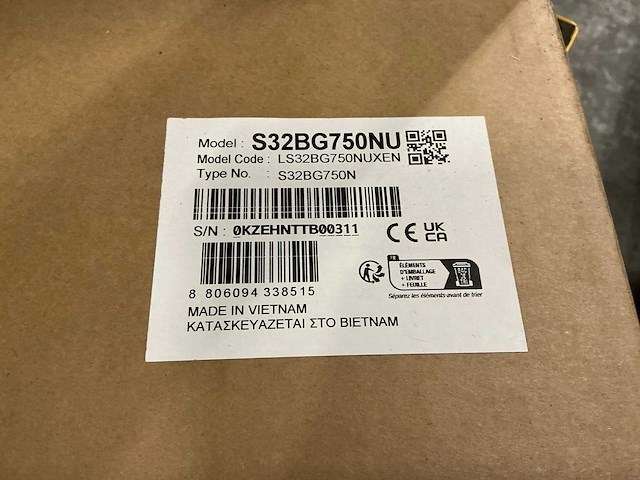 Model : S32BG750NU
Model Code : LS32BG750NUXEN
Type No. : S32BG750N
S/N : 0KZEHNTTB00311
CE UK CA
FR
ÉLÉMENTS
D'EMBALLAGE
+ LIVRET
+ FEUILLE
Séparez les éléments avant de trier
8 806094 338515
MADE IN VIETNAM
ΚΑΤΑΣΚΕΥΑΖΕΤΑΙ ΣΤΟ ΒΙΕΤΝΑΜ